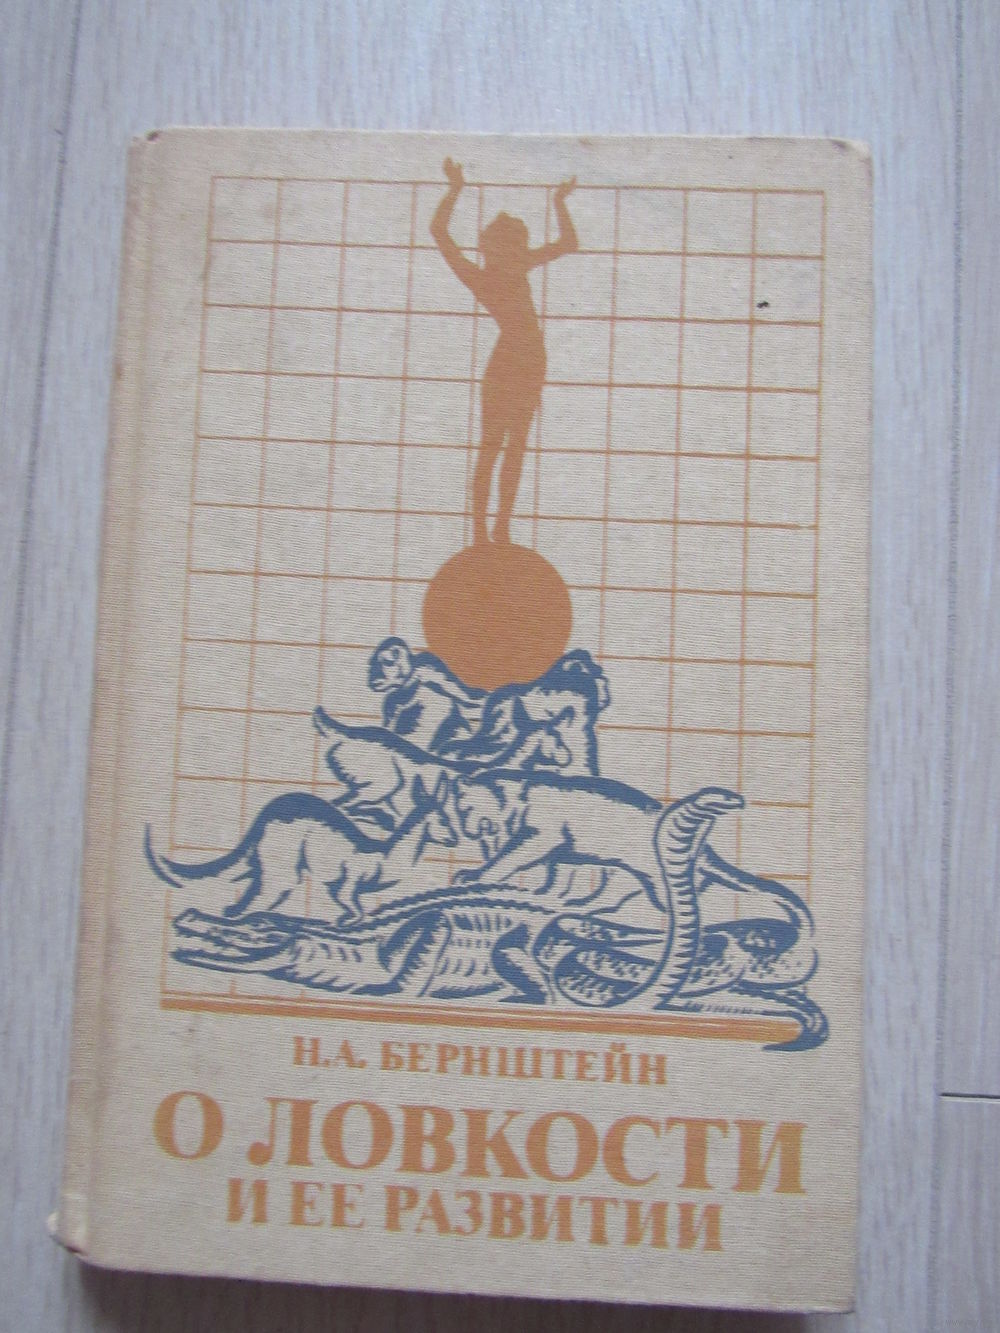 Н.А. БЕРНШТЕЙН
О ЛОВКОСТИ
И ЕЕ РАЗВИТИИ